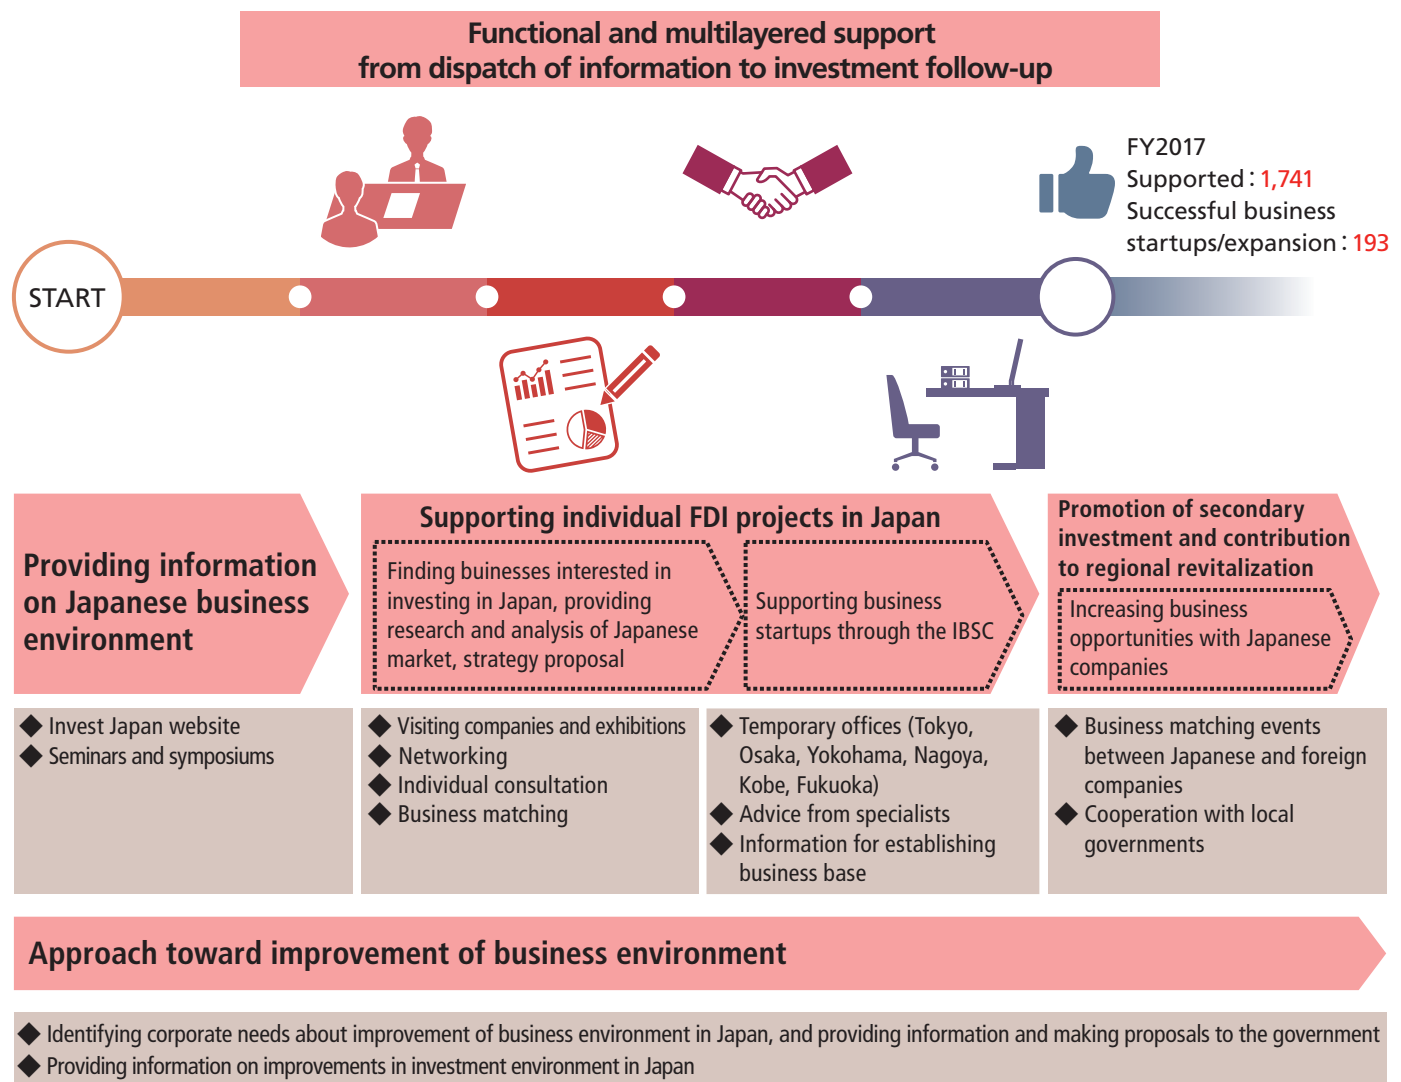 Functional and multilayered support
from dispatch of information to investment follow-up
FY2017
Supported : 1,741
Successful business
startups/expansion : 193
START
Providing information
on Japanese business
environment
◆ Invest Japan website
◆ Seminars and symposiums
Supporting individual FDI projects in Japan
Finding buinesses interested in
investing in Japan, providing
research and analysis of Japanese
market, strategy proposal
◆ Visiting companies and exhibitions
◆ Networking
◆ Individual consultation
◆ Business matching
Supporting business
startups through the IBSC
◆ Temporary offices (Tokyo,
Osaka, Yokohama, Nagoya,
Kobe, Fukuoka)
◆ Advice from specialists
◆ Information for establishing
business base
Promotion of secondary
investment and contribution
to regional revitalization
Increasing business
opportunities with Japanese
companies
◆ Business matching events
between Japanese and foreign
companies
◆ Cooperation with local
governments
Approach toward improvement of business environment
◆ Identifying corporate needs about improvement of business environment in Japan, and providing information and making proposals to the government
◆ Providing information on improvements in investment environment in Japan